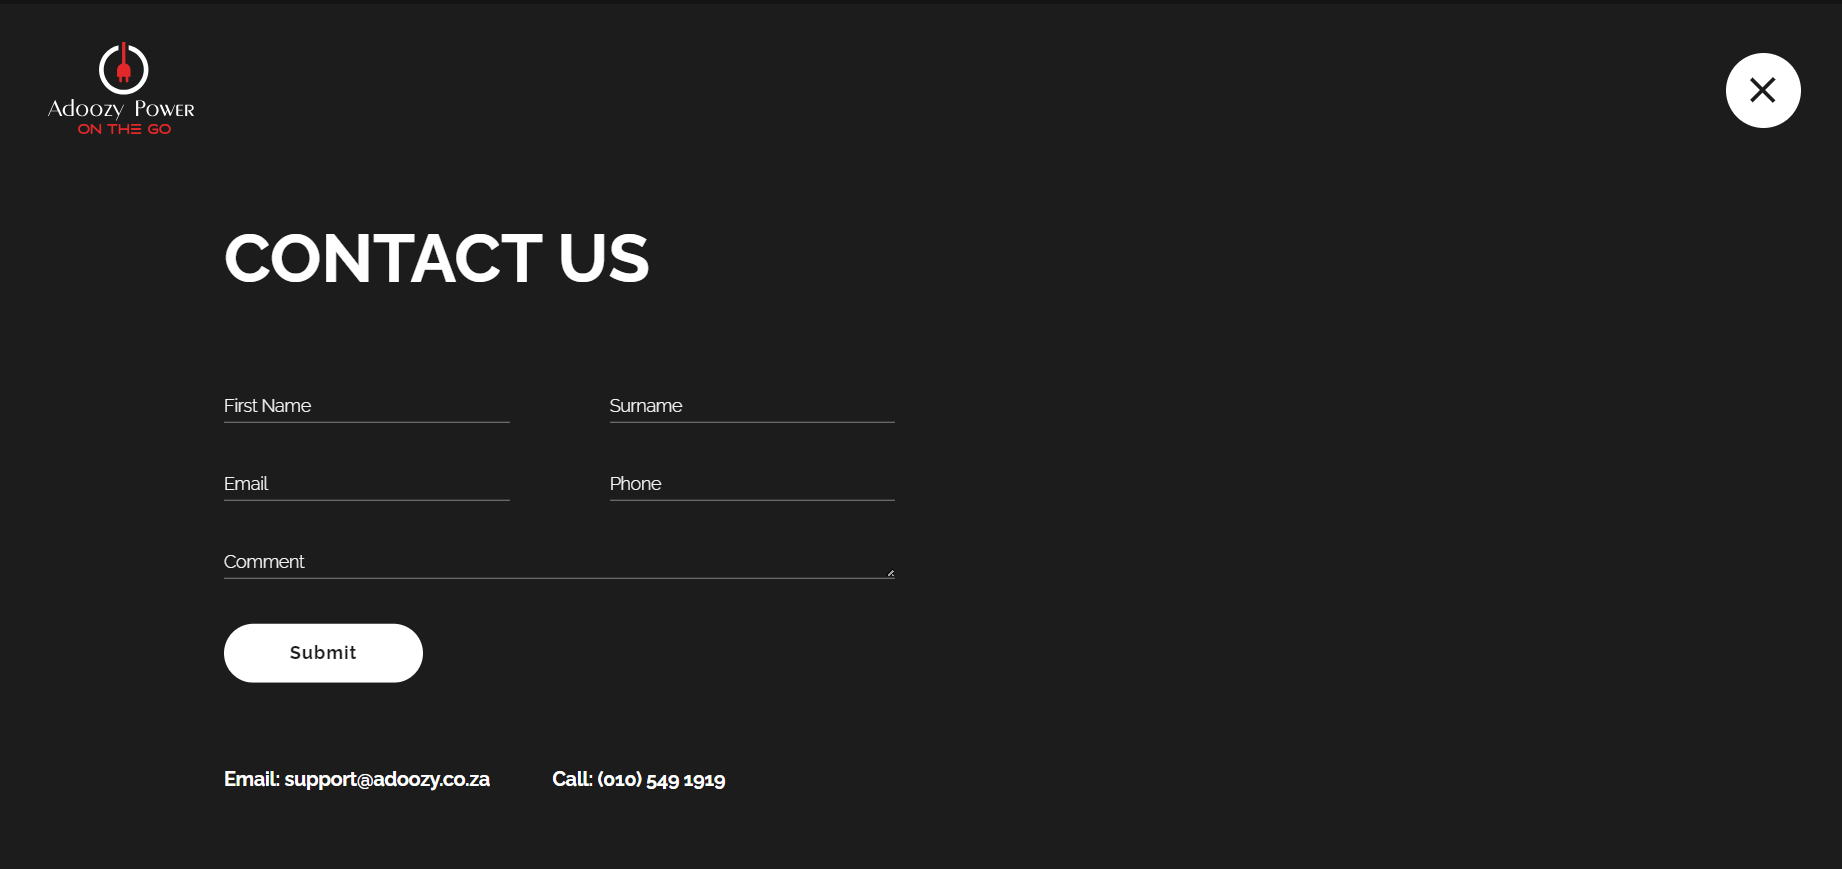 Adoozy Power
ON THE GO
CONTACT US
First Name
Surname
Email
Phone
Comment
Submit
Email: support@adoozy.co.za
Call: (010) 549 1919